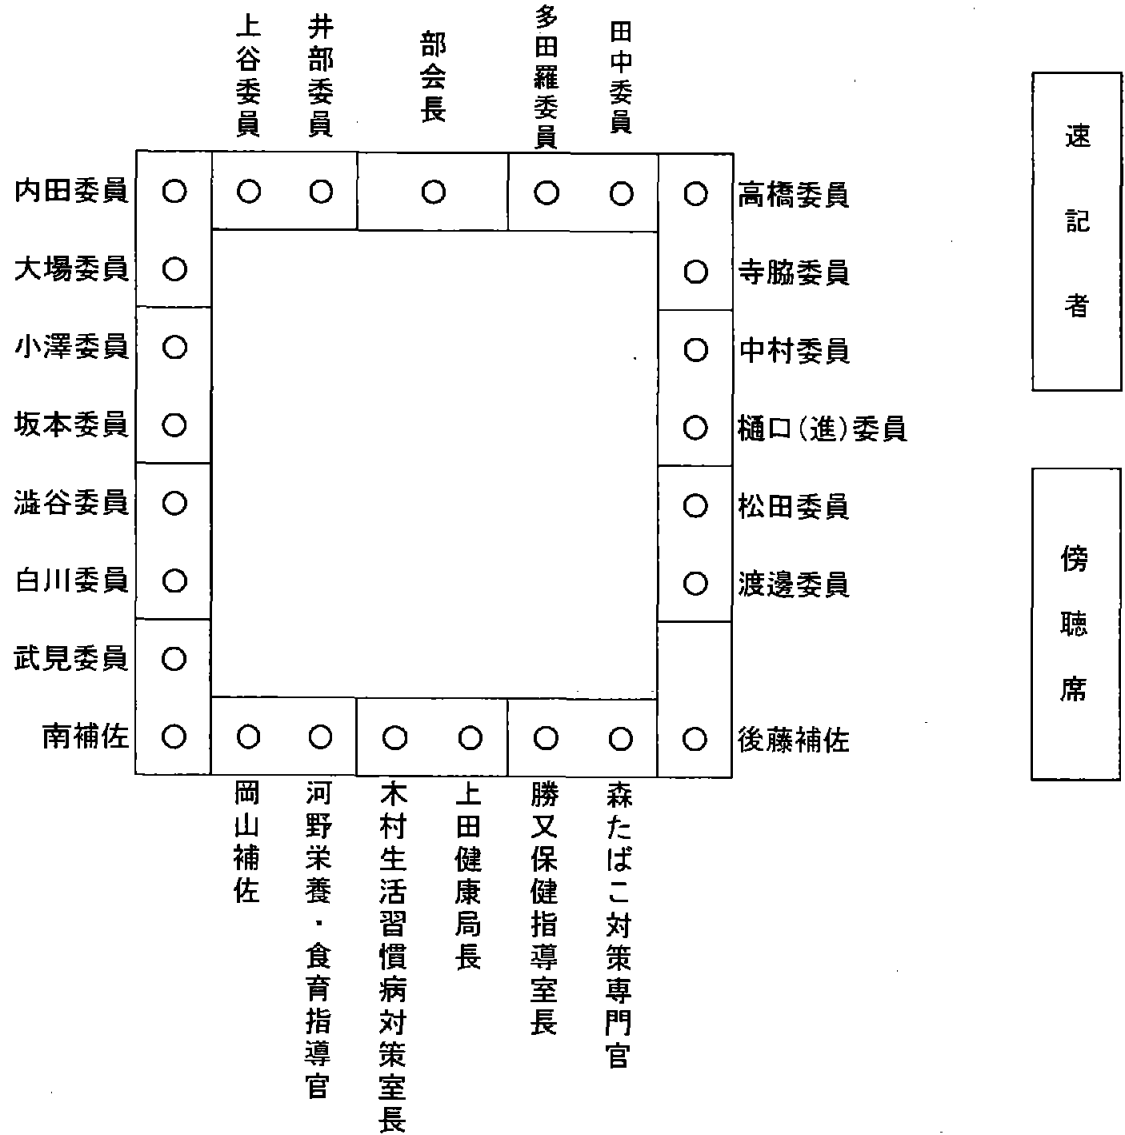 上谷委員
井部委員
部会長
多田羅委員
田中委員
内田委員
大場委員
小澤委員
坂本委員
澁谷委員
白川委員
武見委員
南補佐
高橋委員
寺脇委員
中村委員
樋口(進)委員
松田委員
渡邊委員
後藤補佐
岡山補佐
河野栄養・食育指導官
木村生活習慣病対策室長
上田健康局長
勝又保健指導室長
森たばこ対策専門官
速記者
傍聴席